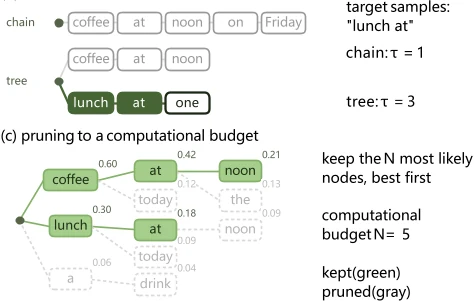 target samples:
"lunch at"
chain coffee at noon on Friday
chain: τ = 1
coffee at noon
tree
lunch at one
tree: τ = 3
(c) pruning to a computational budget
0.60 0.42 0.21
coffee at noon
keep the N most likely
nodes, best first
0.12 0.13
today the
0.30 0.18 0.09
lunch at noon
computational
budget N= 5
0.09
today
0.06 0.04
a drink
kept(green)
pruned(gray)